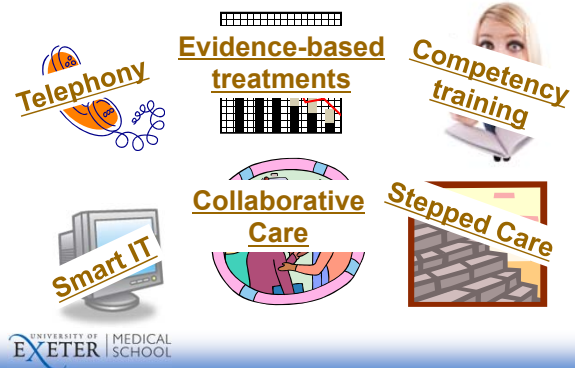 Telephony
Evidence-based
treatments
Competency
training
Smart IT
Collaborative
Care
Stepped Care
UNIVERSITY OF
EXETER
MEDICAL
SCHOOL